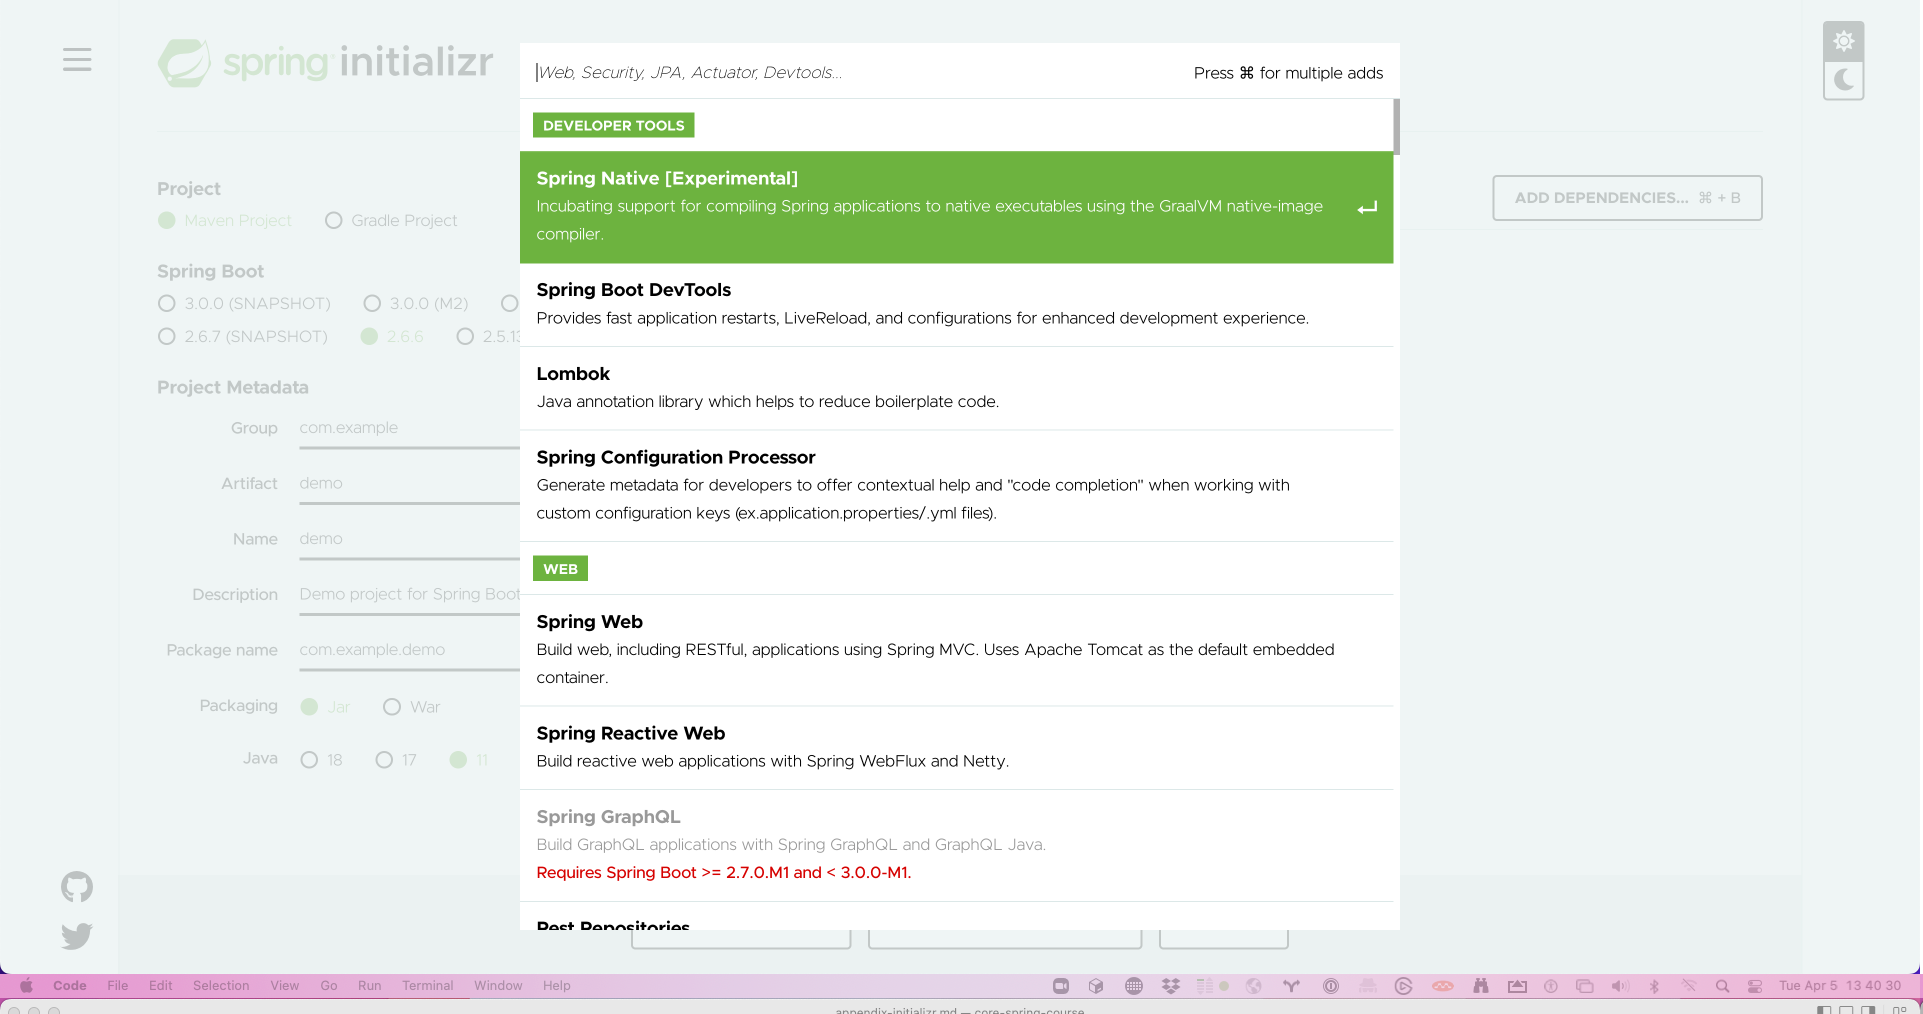 spring initializr
Web, Security, JPA, Actuator, Devtools...
Press ⌘ for multiple adds
DEVELOPER TOOLS
Spring Native [Experimental]
Incubating support for compiling Spring applications to native executables using the GraalVM native-image
compiler.
Spring Boot DevTools
Provides fast application restarts, LiveReload, and configurations for enhanced development experience.
Lombok
Java annotation library which helps to reduce boilerplate code.
Spring Configuration Processor
Generate metadata for developers to offer contextual help and "code completion" when working with
custom configuration keys (ex.application.properties/.yml files).
WEB
Spring Web
Build web, including RESTful, applications using Spring MVC. Uses Apache Tomcat as the default embedded
container.
Spring Reactive Web
Build reactive web applications with Spring WebFlux and Netty.
Spring GraphQL
Build GraphQL applications with Spring GraphQL and GraphQL Java.
Requires Spring Boot >= 2.7.0.M1 and < 3.0.0-M1.
Rest Repositories
Project
Maven Project Gradle Project
Spring Boot
3.0.0 (SNAPSHOT) 3.0.0 (M2)
2.6.7 (SNAPSHOT) 2.6.6 2.5.13
Project Metadata
Group com.example
Artifact demo
Name demo
Description Demo project for Spring Boot
Package name com.example.demo
Packaging Jar War
Java 18 17 11
ADD DEPENDENCIES... ⌘ + B
Code File Edit Selection View Go Run Terminal Window Help
Tue Apr 5 13 40 30
appendix-initializr.md — core-spring-course